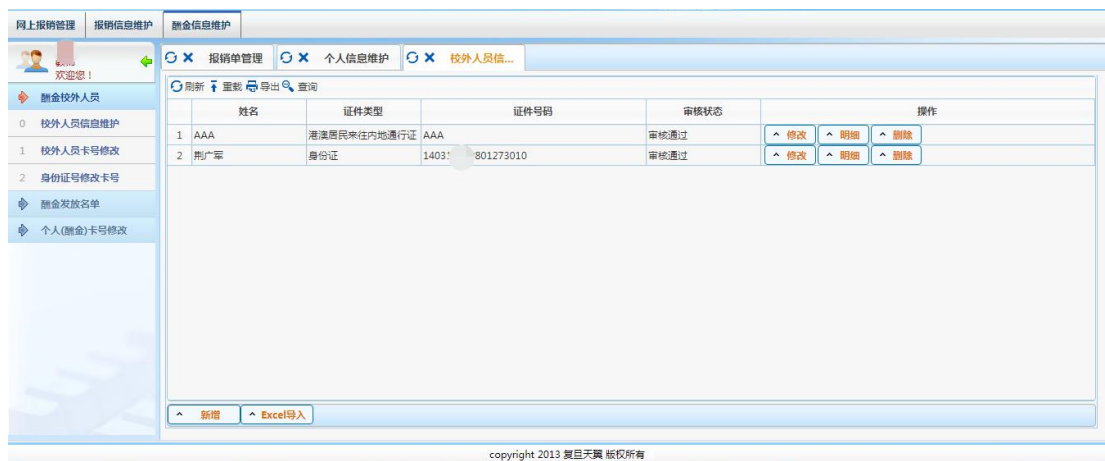 网上报销管理 报销信息维护 酬金信息维护
欢迎您！
报销单管理 个人信息维护 校外人员信...
刷新 重载 导出 查询
酬金校外人员
0 校外人员信息维护
1 校外人员卡号修改
2 身份证号修改卡号
酬金发放名单
个人(酬金)卡号修改
姓名 证件类型 证件号码 审核状态 操作
1 AAA 港澳居民来往内地通行证 AAA 审核通过 修改 明细 删除
2 荆广军 身份证 1403 801273010 审核通过 修改 明细 删除
新增 Excel导入
copyright 2013 复旦天翼 版权所有